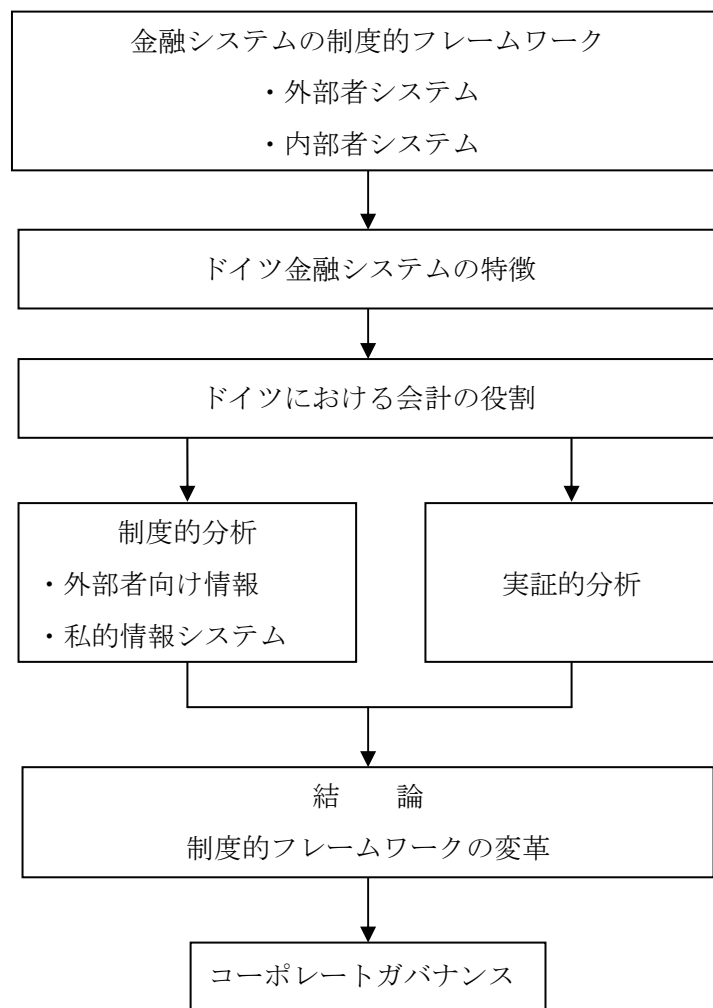 金融システムの制度的フレームワーク
・外部者システム
・内部者システム
ドイツ金融システムの特徴
ドイツにおける会計の役割
制度的分析
・外部者向け情報
・私的情報システム
実証的分析
結　　論
制度的フレームワークの変革
コーポレートガバナンス